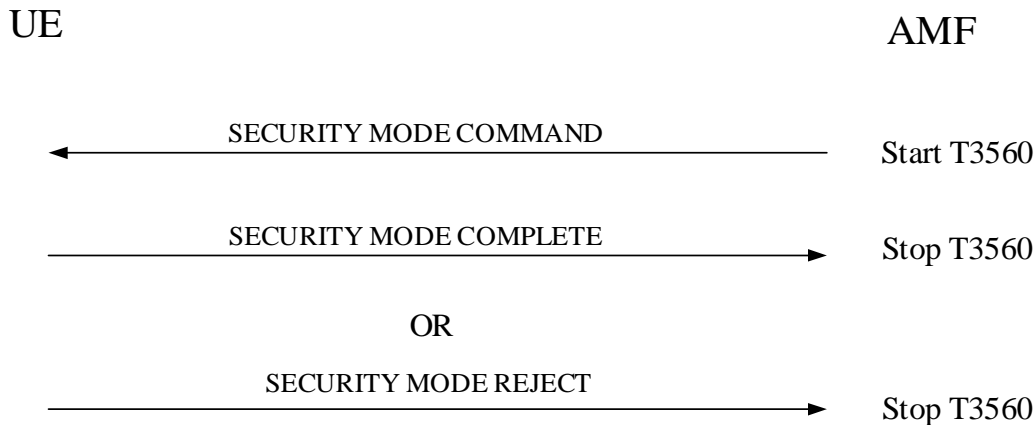 UE
AMF
SECURITY MODE COMMAND
Start T3560
SECURITY MODE COMPLETE
Stop T3560
OR
SECURITY MODE REJECT
Stop T3560